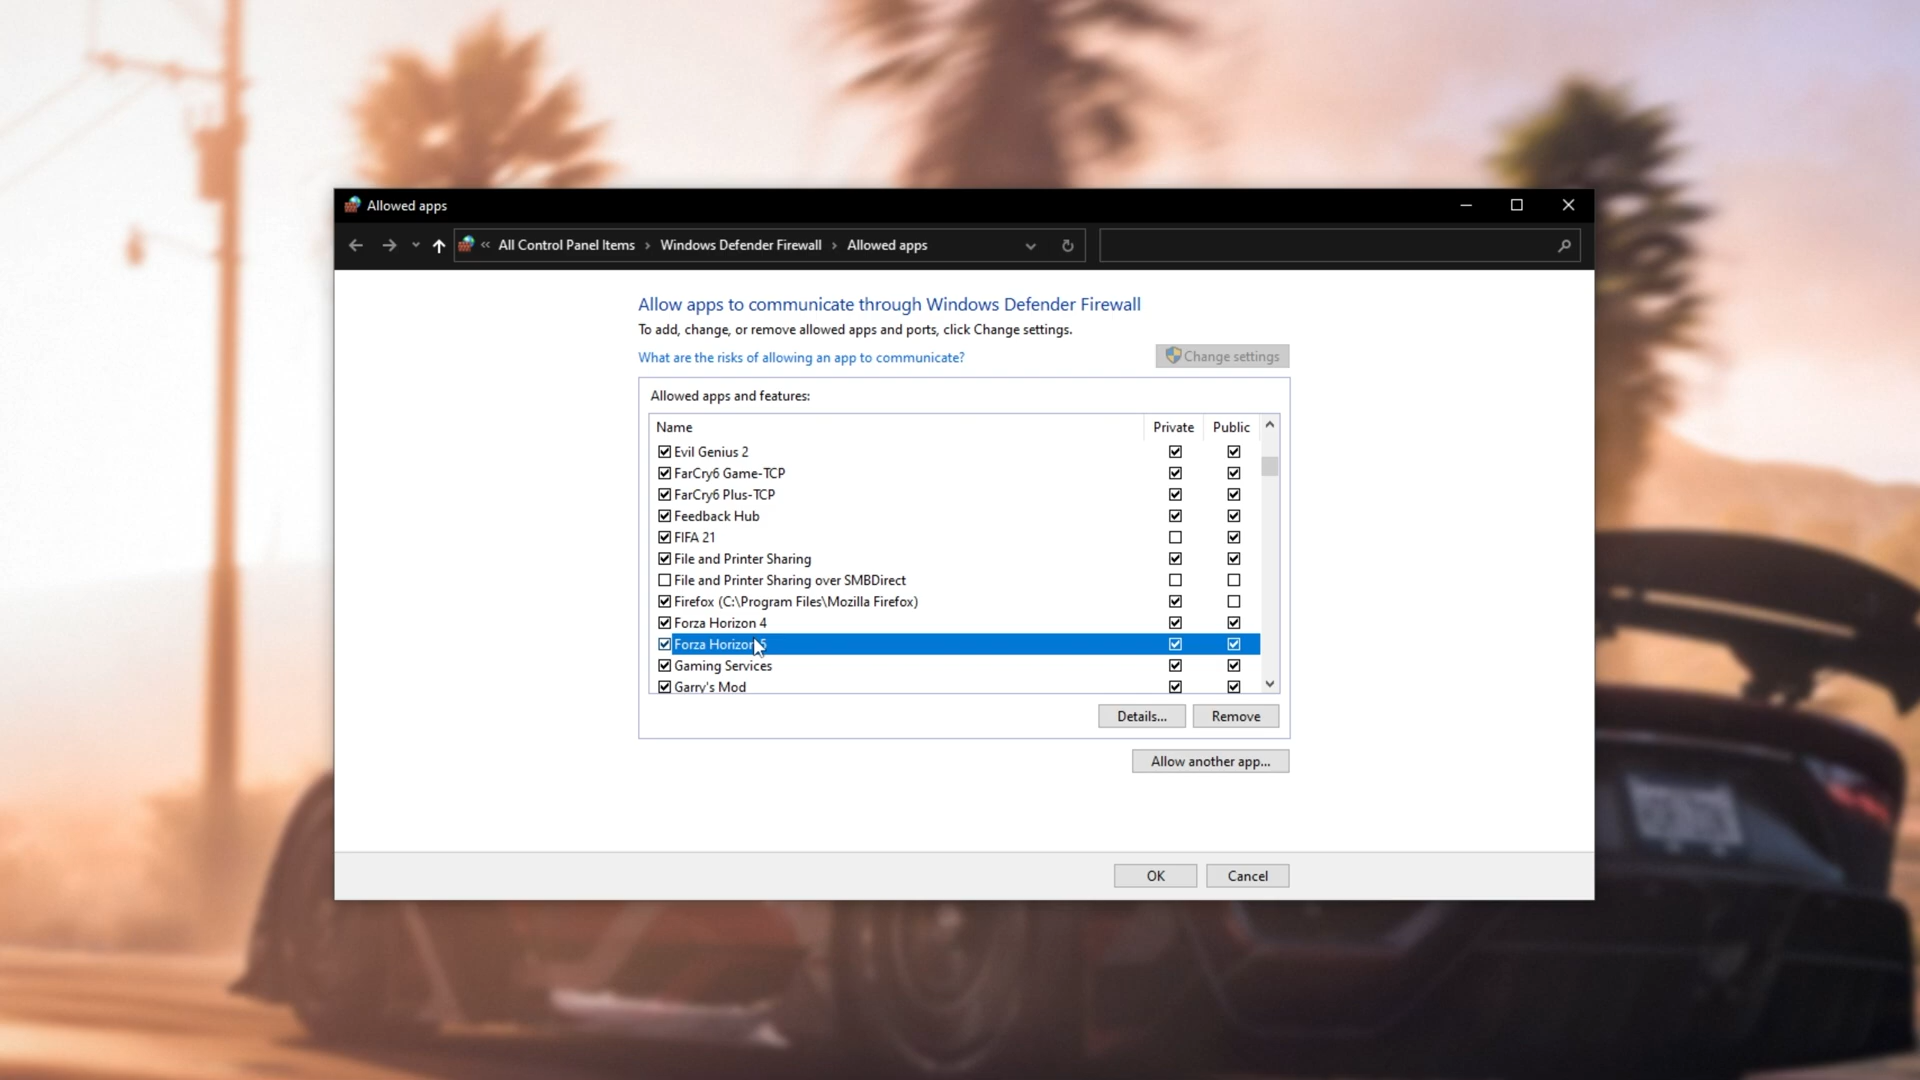 Allowed apps
« All Control Panel Items › Windows Defender Firewall › Allowed apps
Allow apps to communicate through Windows Defender Firewall
To add, change, or remove allowed apps and ports, click Change settings.
What are the risks of allowing an app to communicate?
Change settings
Allowed apps and features:
Name Private Public
Evil Genius 2
FarCry6 Game-TCP
FarCry6 Plus-TCP
Feedback Hub
FIFA 21
File and Printer Sharing
File and Printer Sharing over SMBDirect
Firefox (C:\Program Files\Mozilla Firefox)
Forza Horizon 4
Forza Horizon 5
Gaming Services
Garry's Mod
Details... Remove
Allow another app...
OK Cancel